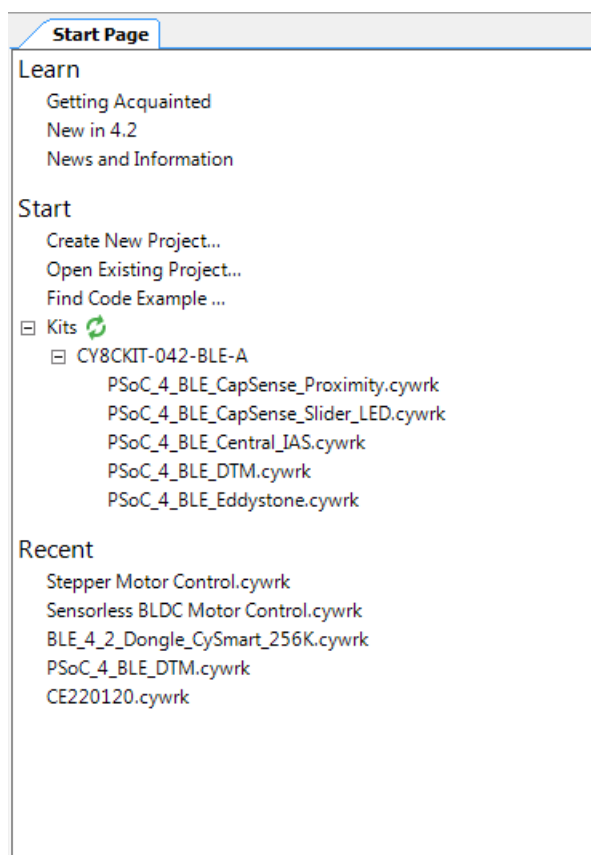 Start Page
Learn
Getting Acquainted
New in 4.2
News and Information
Start
Create New Project...
Open Existing Project...
Find Code Example ...
Kits
CY8CKIT-042-BLE-A
PSoC_4_BLE_CapSense_Proximity.cywrk
PSoC_4_BLE_CapSense_Slider_LED.cywrk
PSoC_4_BLE_Central_IAS.cywrk
PSoC_4_BLE_DTM.cywrk
PSoC_4_BLE_Eddystone.cywrk
Recent
Stepper Motor Control.cywrk
Sensorless BLDC Motor Control.cywrk
BLE_4_2_Dongle_CySmart_256K.cywrk
PSoC_4_BLE_DTM.cywrk
CE220120.cywrk